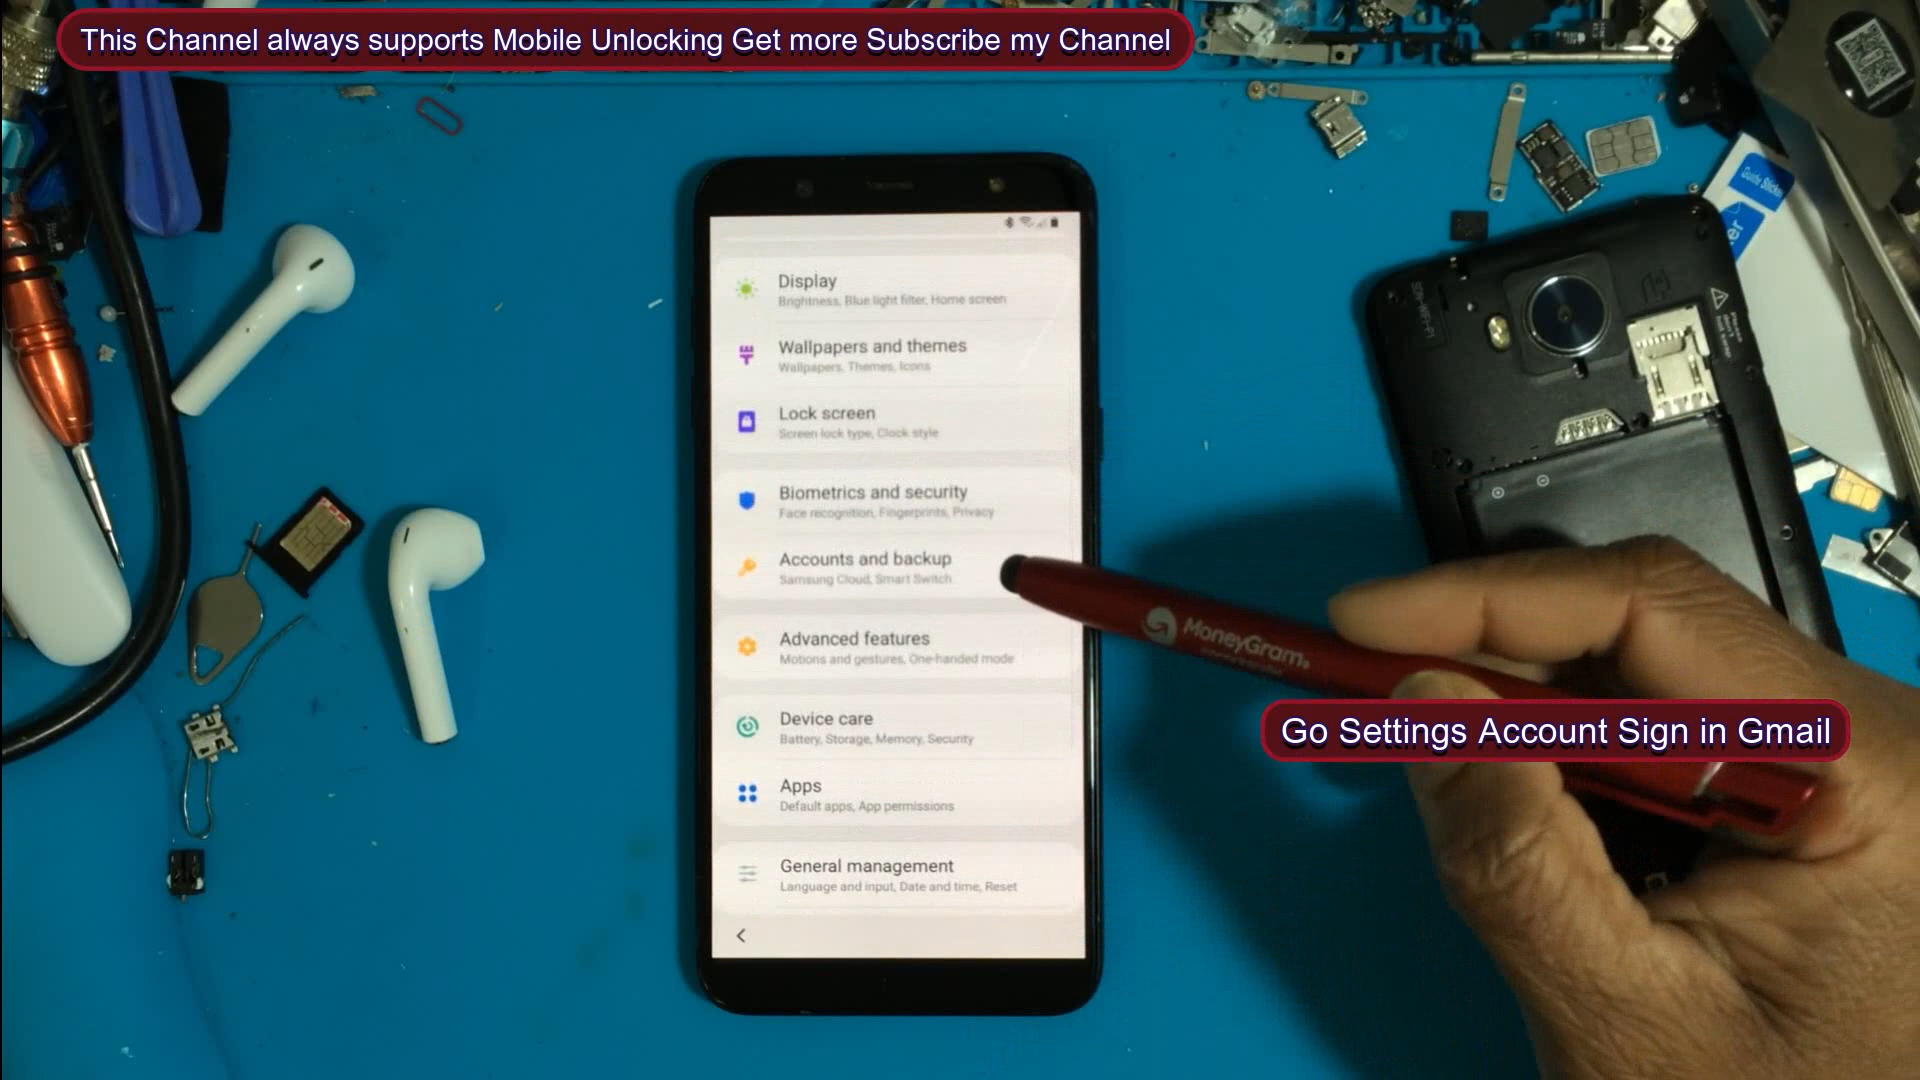 This Channel always supports Mobile Unlocking Get more Subscribe my Channel
Guide Sticker
Display
Brightness, Blue light filter, Home screen
Wallpapers and themes
Wallpapers, Themes, Icons
Lock screen
Screen lock type, Clock style
Biometrics and security
Face recognition, Fingerprints, Privacy
Accounts and backup
Samsung Cloud, Smart Switch
Advanced features
Motions and gestures, One-handed mode
Device care
Battery, Storage, Memory, Security
Apps
Default apps, App permissions
General management
Language and input, Date and time, Reset
MoneyGram
Go Settings Account Sign in Gmail